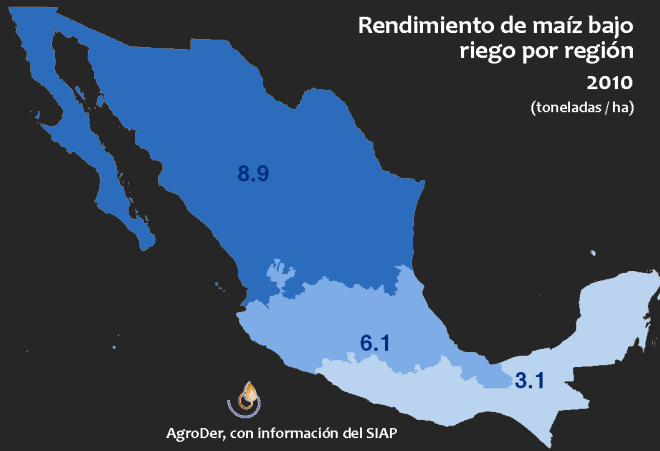 Rendimiento de maíz bajo
riego por región
2010
(toneladas / ha)
8.9
6.1
3.1
AgroDer, con información del SIAP